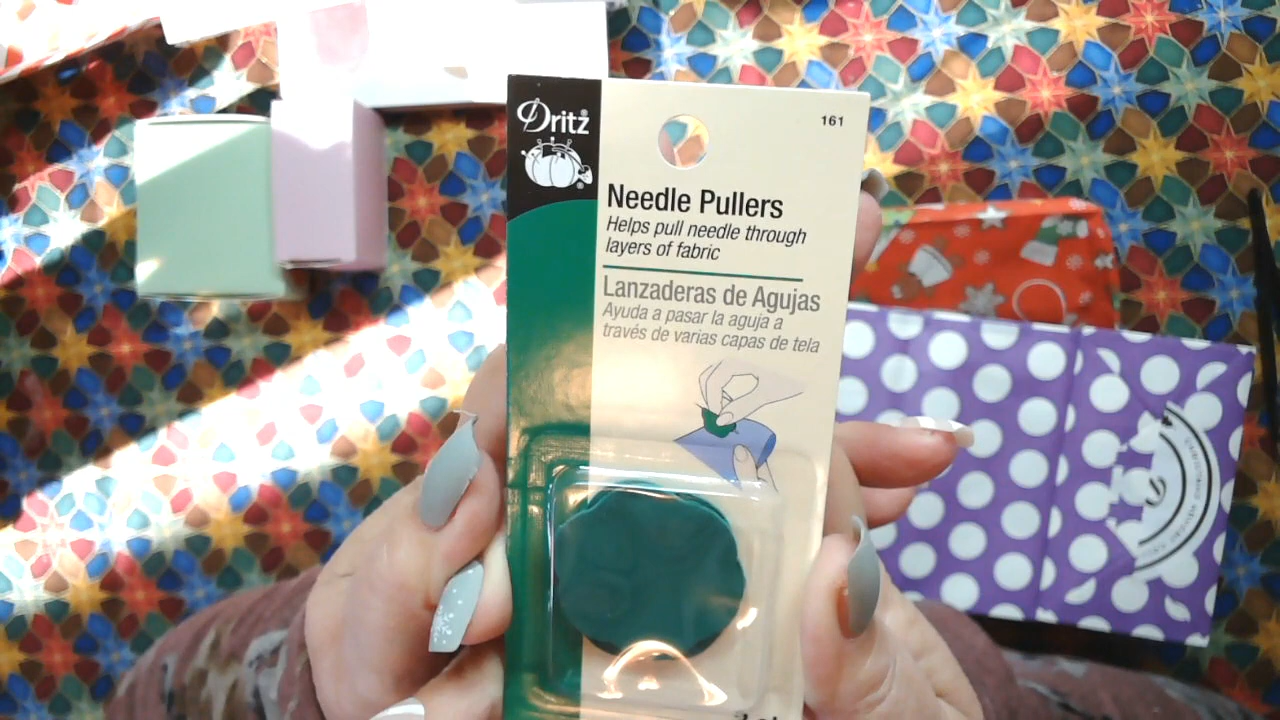 Dritz
161
Needle Pullers
Helps pull needle through
layers of fabric
Lanzaderas de Agujas
Ayuda a pasar la aguja a
través de varias capas de tela